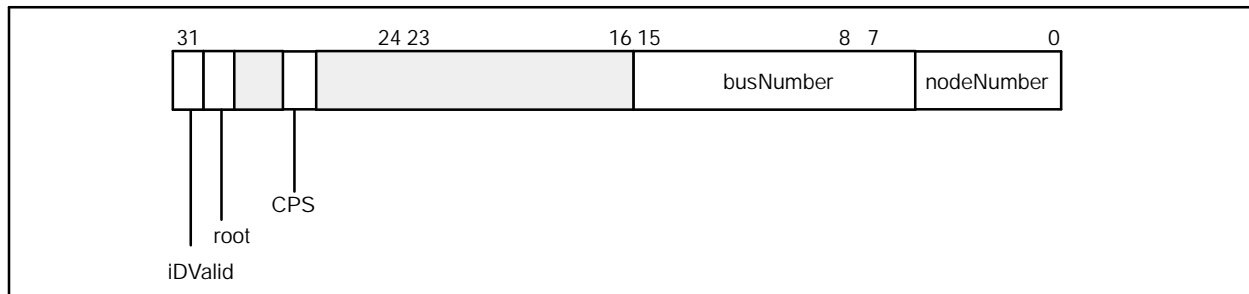 31 24 23 16 15 8 7 0
busNumber nodeNumber
CPS
root
iDValid